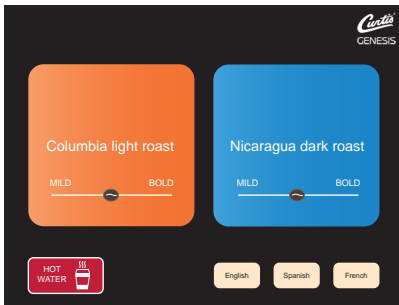 Curtis
GENESIS
Columbia light roast
MILD BOLD
Nicaragua dark roast
MILD BOLD
HOT
WATER
English Spanish French